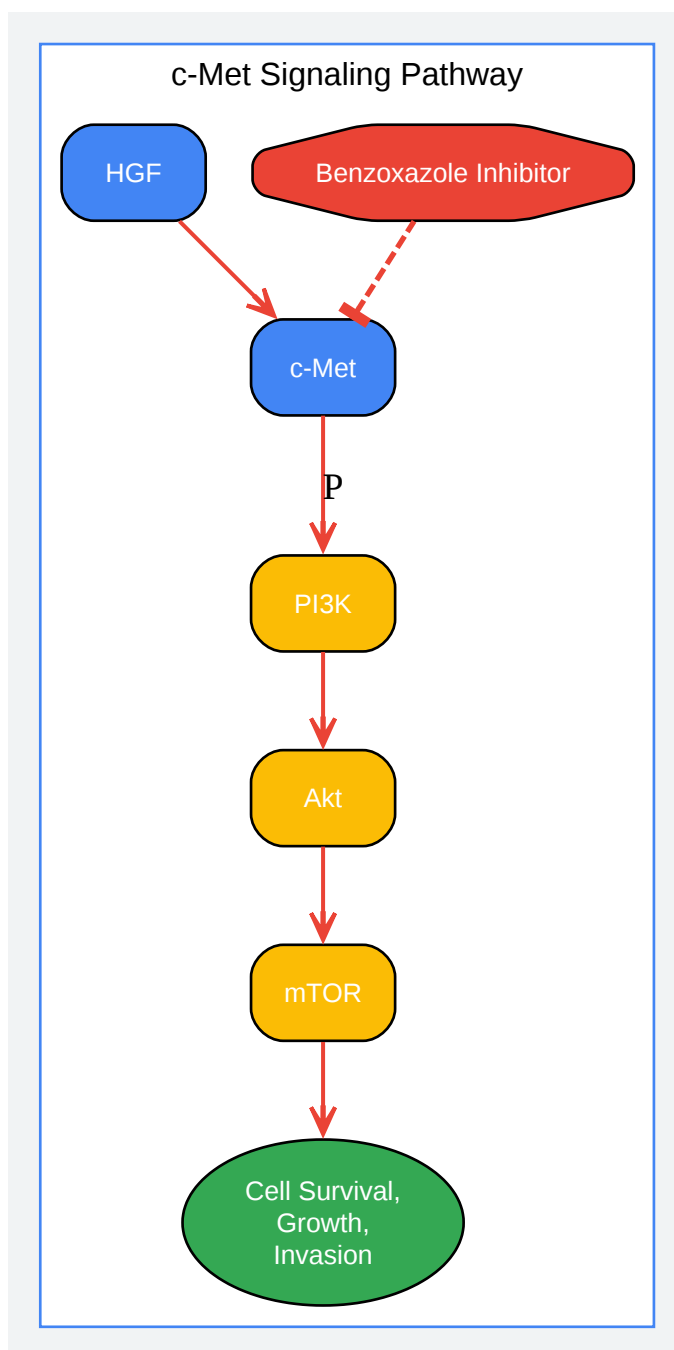 c-Met Signaling Pathway
HGF
Benzoxazole Inhibitor
c-Met
P
PI3K
Akt
mTOR
Cell Survival,
Growth,
Invasion